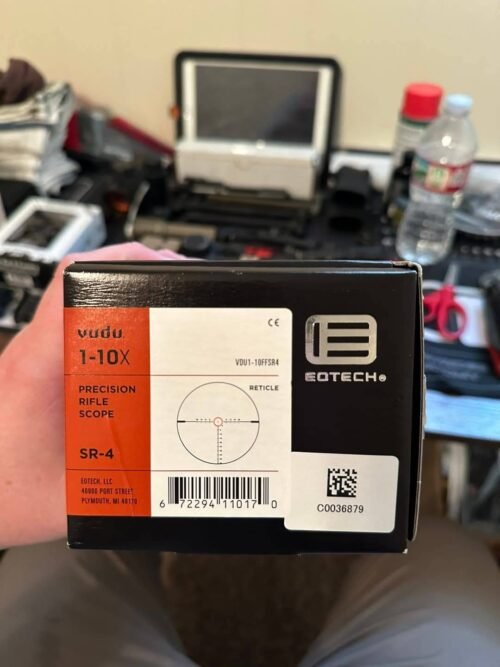 vudu.
1-10X
PRECISION
RIFLE
SCOPE
SR-4
EOTECH, LLC
46900 PORT STREET
PLYMOUTH, MI 48170
CE
VDU1-10FFSR4
RETICLE
6 72294 11017 0
E
EOTECH®
C0036879